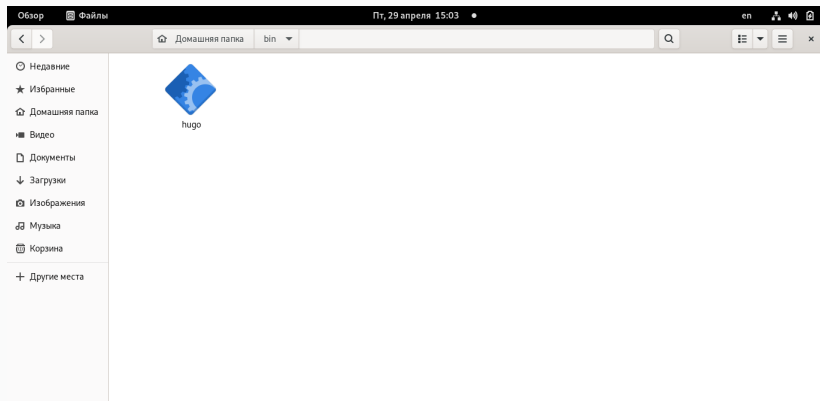 Обзор Файлы Пт, 29 апреля 15:03 en
Домашняя папка bin
Недавние
Избранные
Домашняя папка
Видео
Документы
Загрузки
Изображения
Музыка
Корзина
Другие места
hugo